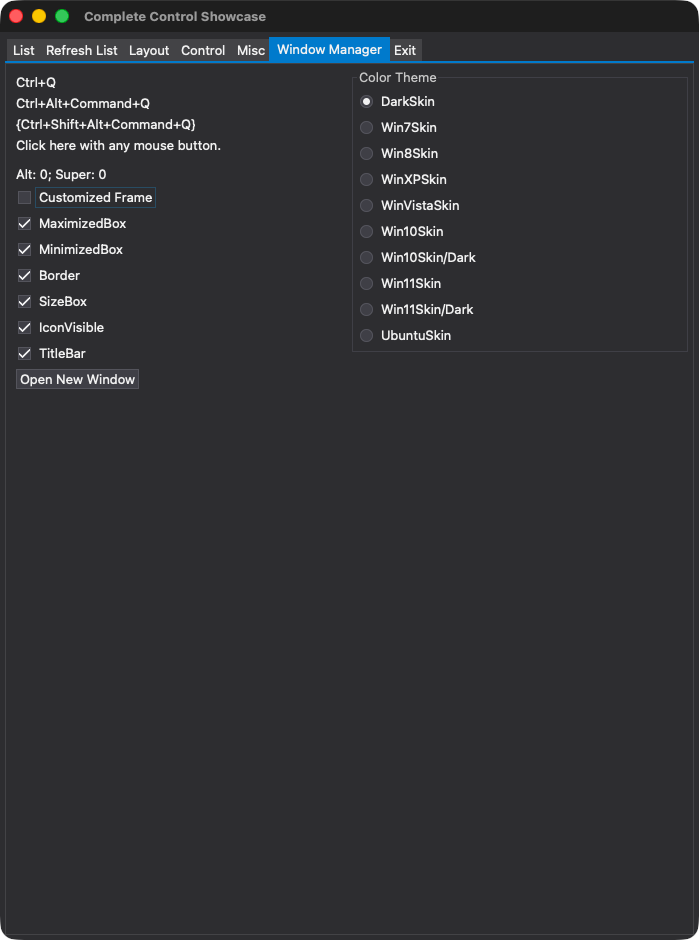 Complete Control Showcase
List Refresh List Layout Control Misc Window Manager Exit
Ctrl+Q
Ctrl+Alt+Command+Q
{Ctrl+Shift+Alt+Command+Q}
Click here with any mouse button.
Alt: 0; Super: 0
Customized Frame
MaximizedBox
MinimizedBox
Border
SizeBox
IconVisible
TitleBar
Open New Window
Color Theme
DarkSkin
Win7Skin
Win8Skin
WinXPSkin
WinVistaSkin
Win10Skin
Win10Skin/Dark
Win11Skin
Win11Skin/Dark
UbuntuSkin